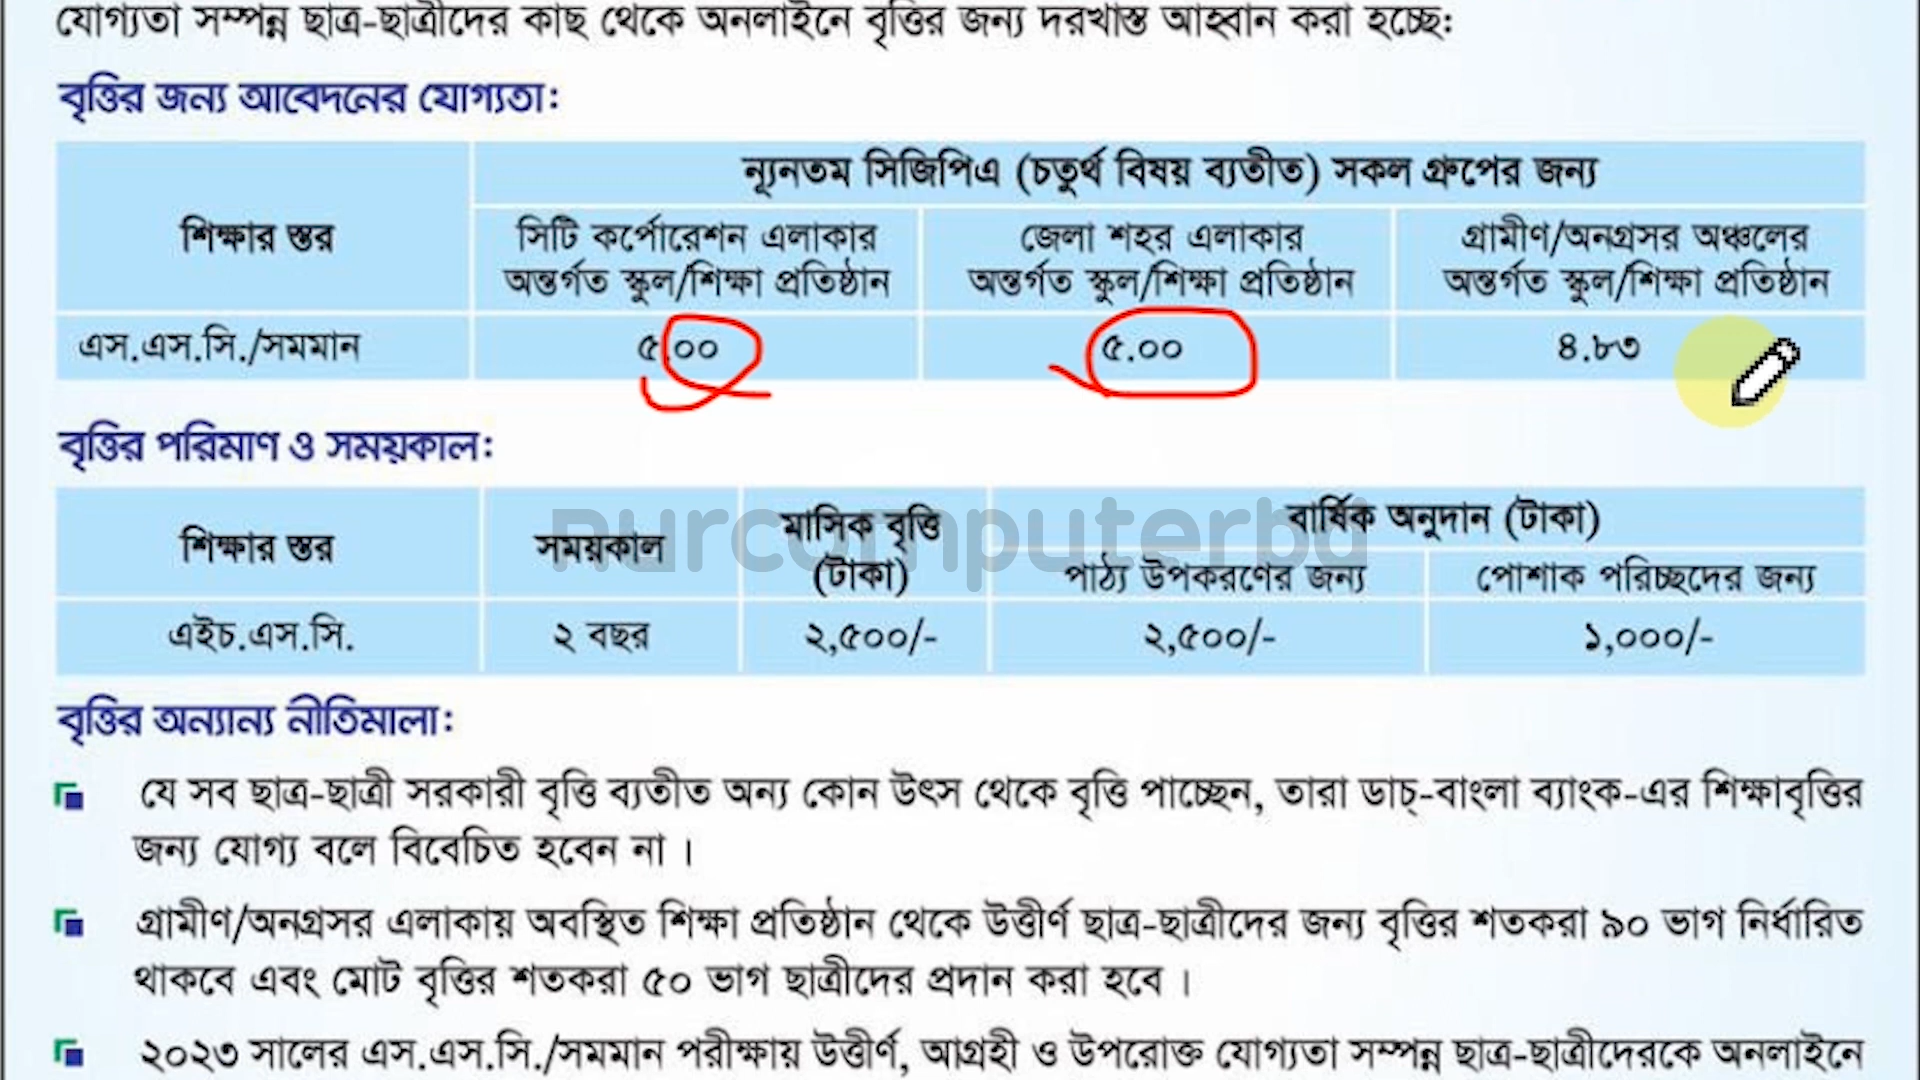 যোগ্যতা সম্পন্ন ছাত্র-ছাত্রীদের কাছ থেকে অনলাইনে বৃত্তির জন্য দরখাস্ত আহ্বান করা হচ্ছে:
বৃত্তির জন্য আবেদনের যোগ্যতা:
শিক্ষার স্তর
ন্যূনতম সিজিপিএ (চতুর্থ বিষয় ব্যতীত) সকল গ্রুপের জন্য
সিটি কর্পোরেশন এলাকার
অন্তর্গত স্কুল/শিক্ষা প্রতিষ্ঠান
জেলা শহর এলাকার
অন্তর্গত স্কুল/শিক্ষা প্রতিষ্ঠান
গ্রামীণ/অনগ্রসর অঞ্চলের
অন্তর্গত স্কুল/শিক্ষা প্রতিষ্ঠান
এস.এস.সি./সমমান
৫.০০
৫.০০
৪.৮৩
বৃত্তির পরিমাণ ও সময়কাল:
শিক্ষার স্তর
সময়কাল
মাসিক বৃত্তি
(টাকা)
বার্ষিক অনুদান (টাকা)
পাঠ্য উপকরণের জন্য
পোশাক পরিচ্ছদের জন্য
এইচ.এস.সি.
২ বছর
২,৫০০/-
২,৫০০/-
১,০০০/-
nurcomputerbd
বৃত্তির অন্যান্য নীতিমালা:
যে সব ছাত্র-ছাত্রী সরকারী বৃত্তি ব্যতীত অন্য কোন উৎস থেকে বৃত্তি পাচ্ছেন, তারা ডাচ্-বাংলা ব্যাংক-এর শিক্ষাবৃত্তির
জন্য যোগ্য বলে বিবেচিত হবেন না ।
গ্রামীণ/অনগ্রসর এলাকায় অবস্থিত শিক্ষা প্রতিষ্ঠান থেকে উত্তীর্ণ ছাত্র-ছাত্রীদের জন্য বৃত্তির শতকরা ৯০ ভাগ নির্ধারিত
থাকবে এবং মোট বৃত্তির শতকরা ৫০ ভাগ ছাত্রীদের প্রদান করা হবে ।
২০২৩ সালের এস.এস.সি./সমমান পরীক্ষায় উত্তীর্ণ, আগ্রহী ও উপরোক্ত যোগ্যতা সম্পন্ন ছাত্র-ছাত্রীদেরকে অনলাইনে